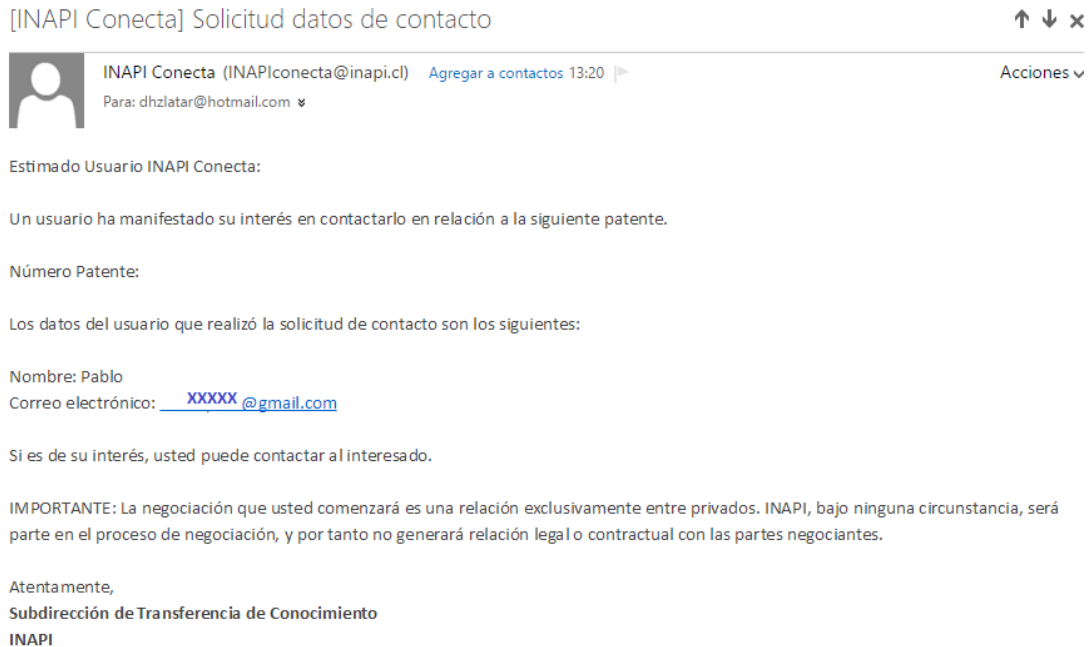 [INAPI Conecta] Solicitud datos de contacto
INAPI Conecta (INAPIconecta@inapi.cl) Agregar a contactos 13:20
Acciones
Para: dhzlatar@hotmail.com
Estimado Usuario INAPI Conecta:
Un usuario ha manifestado su interés en contactarlo en relación a la siguiente patente.
Número Patente:
Los datos del usuario que realizó la solicitud de contacto son los siguientes:
Nombre: Pablo
Correo electrónico: XXXXX @gmail.com
Si es de su interés, usted puede contactar al interesado.
IMPORTANTE: La negociación que usted comenzará es una relación exclusivamente entre privados. INAPI, bajo ninguna circunstancia, será
parte en el proceso de negociación, y por tanto no generará relación legal o contractual con las partes negociantes.
Atentamente,
Subdirección de Transferencia de Conocimiento
INAPI